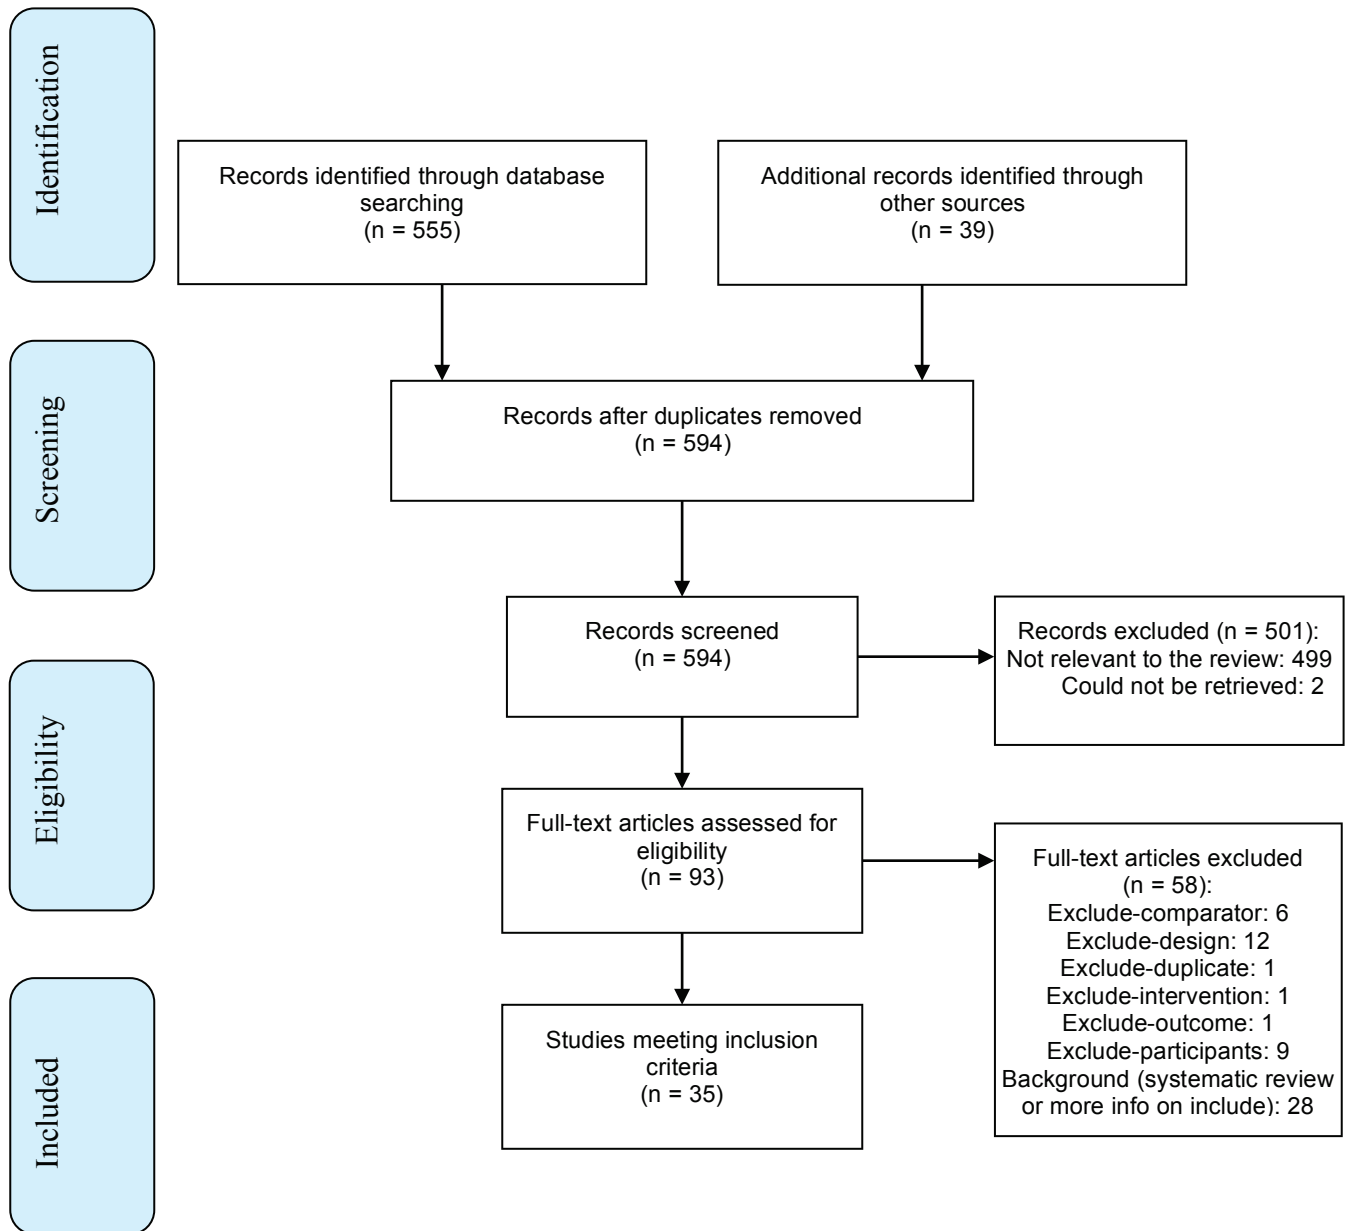 Identification
Records identified through database
searching
(n = 555)
Additional records identified through
other sources
(n = 39)
Screening
Records after duplicates removed
(n = 594)
Records screened
(n = 594)
Records excluded (n = 501):
Not relevant to the review: 499
Could not be retrieved: 2
Eligibility
Full-text articles assessed for
eligibility
(n = 93)
Full-text articles excluded
(n = 58):
Exclude-comparator: 6
Exclude-design: 12
Exclude-duplicate: 1
Exclude-intervention: 1
Exclude-outcome: 1
Exclude-participants: 9
Background (systematic review
or more info on include): 28
Included
Studies meeting inclusion
criteria
(n = 35)